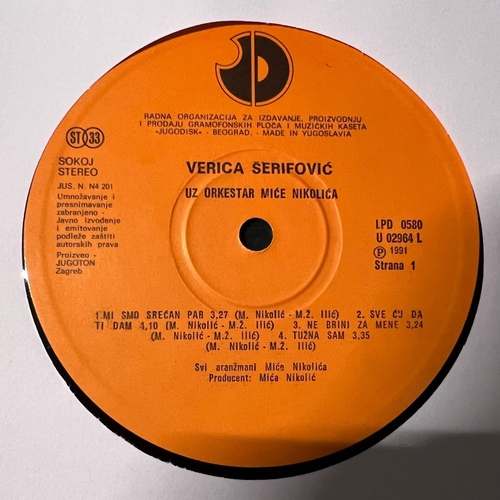 RADNA ORGANIZACIJA ZA IZDAVANJE, PROIZVODNJU
I PRODAJU GRAMOFONSKIH PLOČA I MUZIČKIH KASETA
«JUGODISK» - BEOGRAD, - MADE IN YUGOSLAVIA
ST 33
SOKOJ
STEREO
JUS. N. N4 201
Umnožavanje i
presnimavanje
zabranjeno -
Javno izvođenje
i emitovanje
podleže zaštiti
autorskih prava
Proizveo -
JUGOTON
Zagreb
VERICA ŠERIFOVIĆ
UZ ORKESTAR MIĆE NIKOLIĆA
LPD 0580
U 02964 L
P 1991
Strana 1
1.MI SMO SREĆAN PAR 3,27 (M. Nikolić - M.Ž. Ilić) 2. SVE ĆU DA
TI DAM 4,10 (M. Nikolić - M.Ž. Ilić) 3. NE BRINI ZA MENE 3,24
(M. Nikolić - M.Ž. Ilić) 4. TUŽNA SAM 3,35
(M. Nikolić - M.Ž. Ilić)
Svi aranžmani Miće Nikolića
Producent: Mića Nikolić